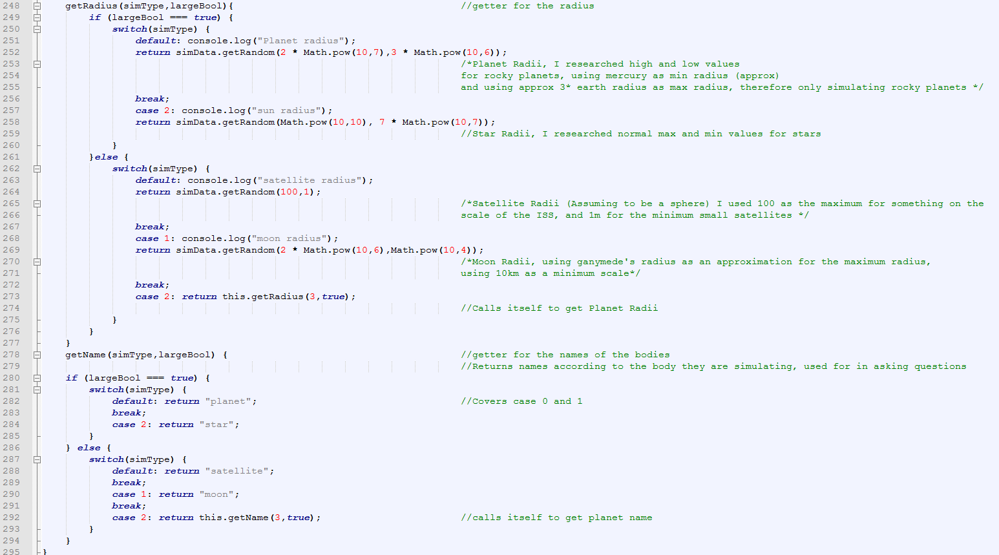 248 getRadius(simType,largeBool){ //getter for the radius
249 if (largeBool === true) {
250 switch(simType) {
251 default: console.log("Planet radius");
252 return simData.getRandom(2 * Math.pow(10,7),3 * Math.pow(10,6));
253 /*Planet Radii, I researched high and low values
254 for rocky planets, using mercury as min radius (approx)
255 and using approx 3* earth radius as max radius, therefore only simulating rocky planets */
256 break;
257 case 2: console.log("sun radius");
258 return simData.getRandom(Math.pow(10,10), 7 * Math.pow(10,7));
259 //Star Radii, I researched normal max and min values for stars
260 }
261 }else {
262 switch(simType) {
263 default: console.log("satellite radius");
264 return simData.getRandom(100,1);
265 /*Satellite Radii (Assuming to be a sphere) I used 100 as the maximum for something on the
266 scale of the ISS, and 1m for the minimum small satellites */
267 break;
268 case 1: console.log("moon radius");
269 return simData.getRandom(2 * Math.pow(10,6),Math.pow(10,4));
270 /*Moon Radii, using ganymede's radius as an approximation for the maximum radius,
271 using 10km as a minimum scale*/
272 break;
273 case 2: return this.getRadius(3,true);
274 //Calls itself to get Planet Radii
275 }
276 }
277 }
278 getName(simType,largeBool) { //getter for the names of the bodies
279 //Returns names according to the body they are simulating, used for in asking questions
280 if (largeBool === true) {
281 switch(simType) {
282 default: return "planet"; //Covers case 0 and 1
283 break;
284 case 2: return "star";
285 }
286 } else {
287 switch(simType) {
288 default: return "satellite";
289 break;
290 case 1: return "moon";
291 break;
292 case 2: return this.getName(3,true); //calls itself to get planet name
293 }
294 }
295 }